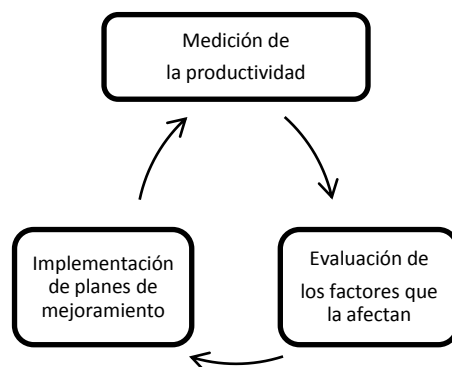 Medición de
la productividad
Evaluación de
los factores que
la afectan
Implementación
de planes de
mejoramiento